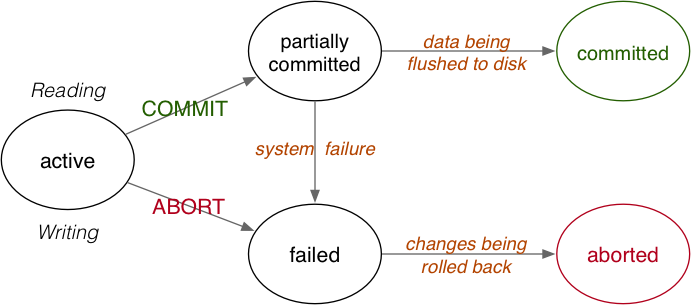 partially
committed
data being
flushed to disk
committed
Reading
COMMIT
active
system failure
ABORT
Writing
failed
changes being
rolled back
aborted